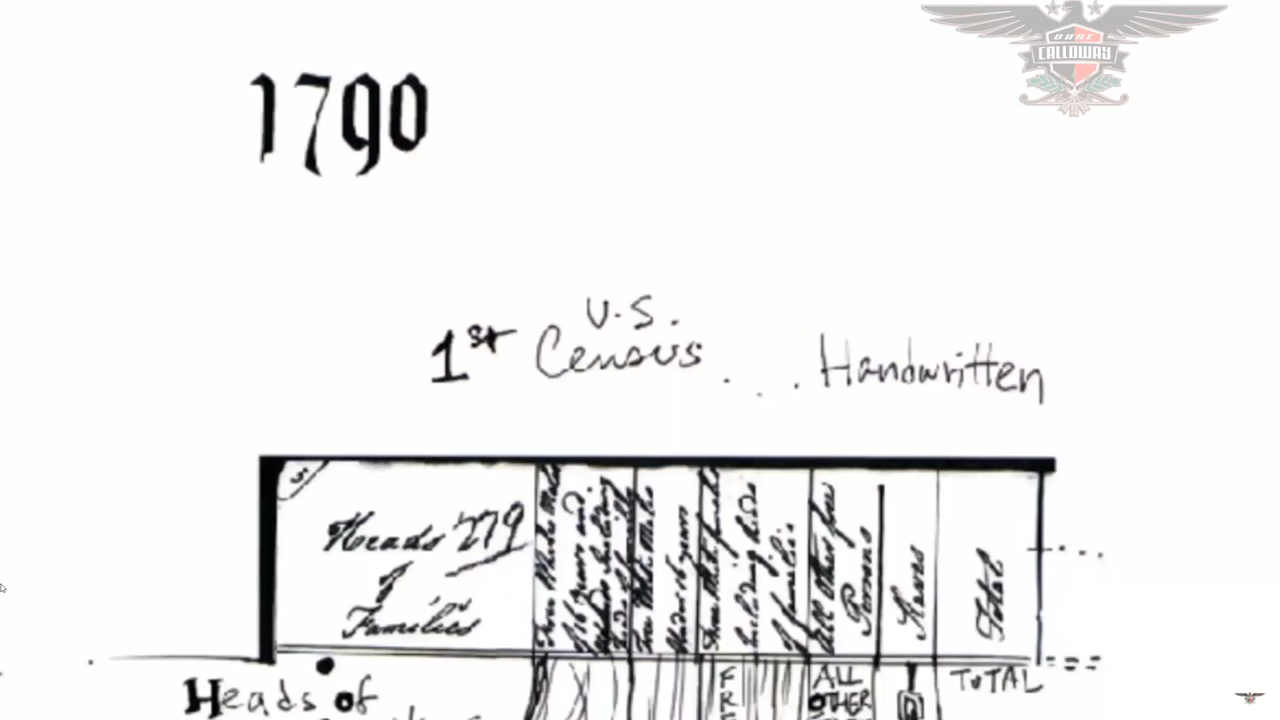 CALLOWAY
1790
U.S.
1st Census . . . Handwritten
Heads 279
of
Families
Free White Males
of 16 years and
upwards including
heads of families
Free White Males
Under 16 years
Free White females
including heads
of families
All Other free
Persons
Slaves
Total
Heads of
FRE
ALL
OTHER
TOTAL